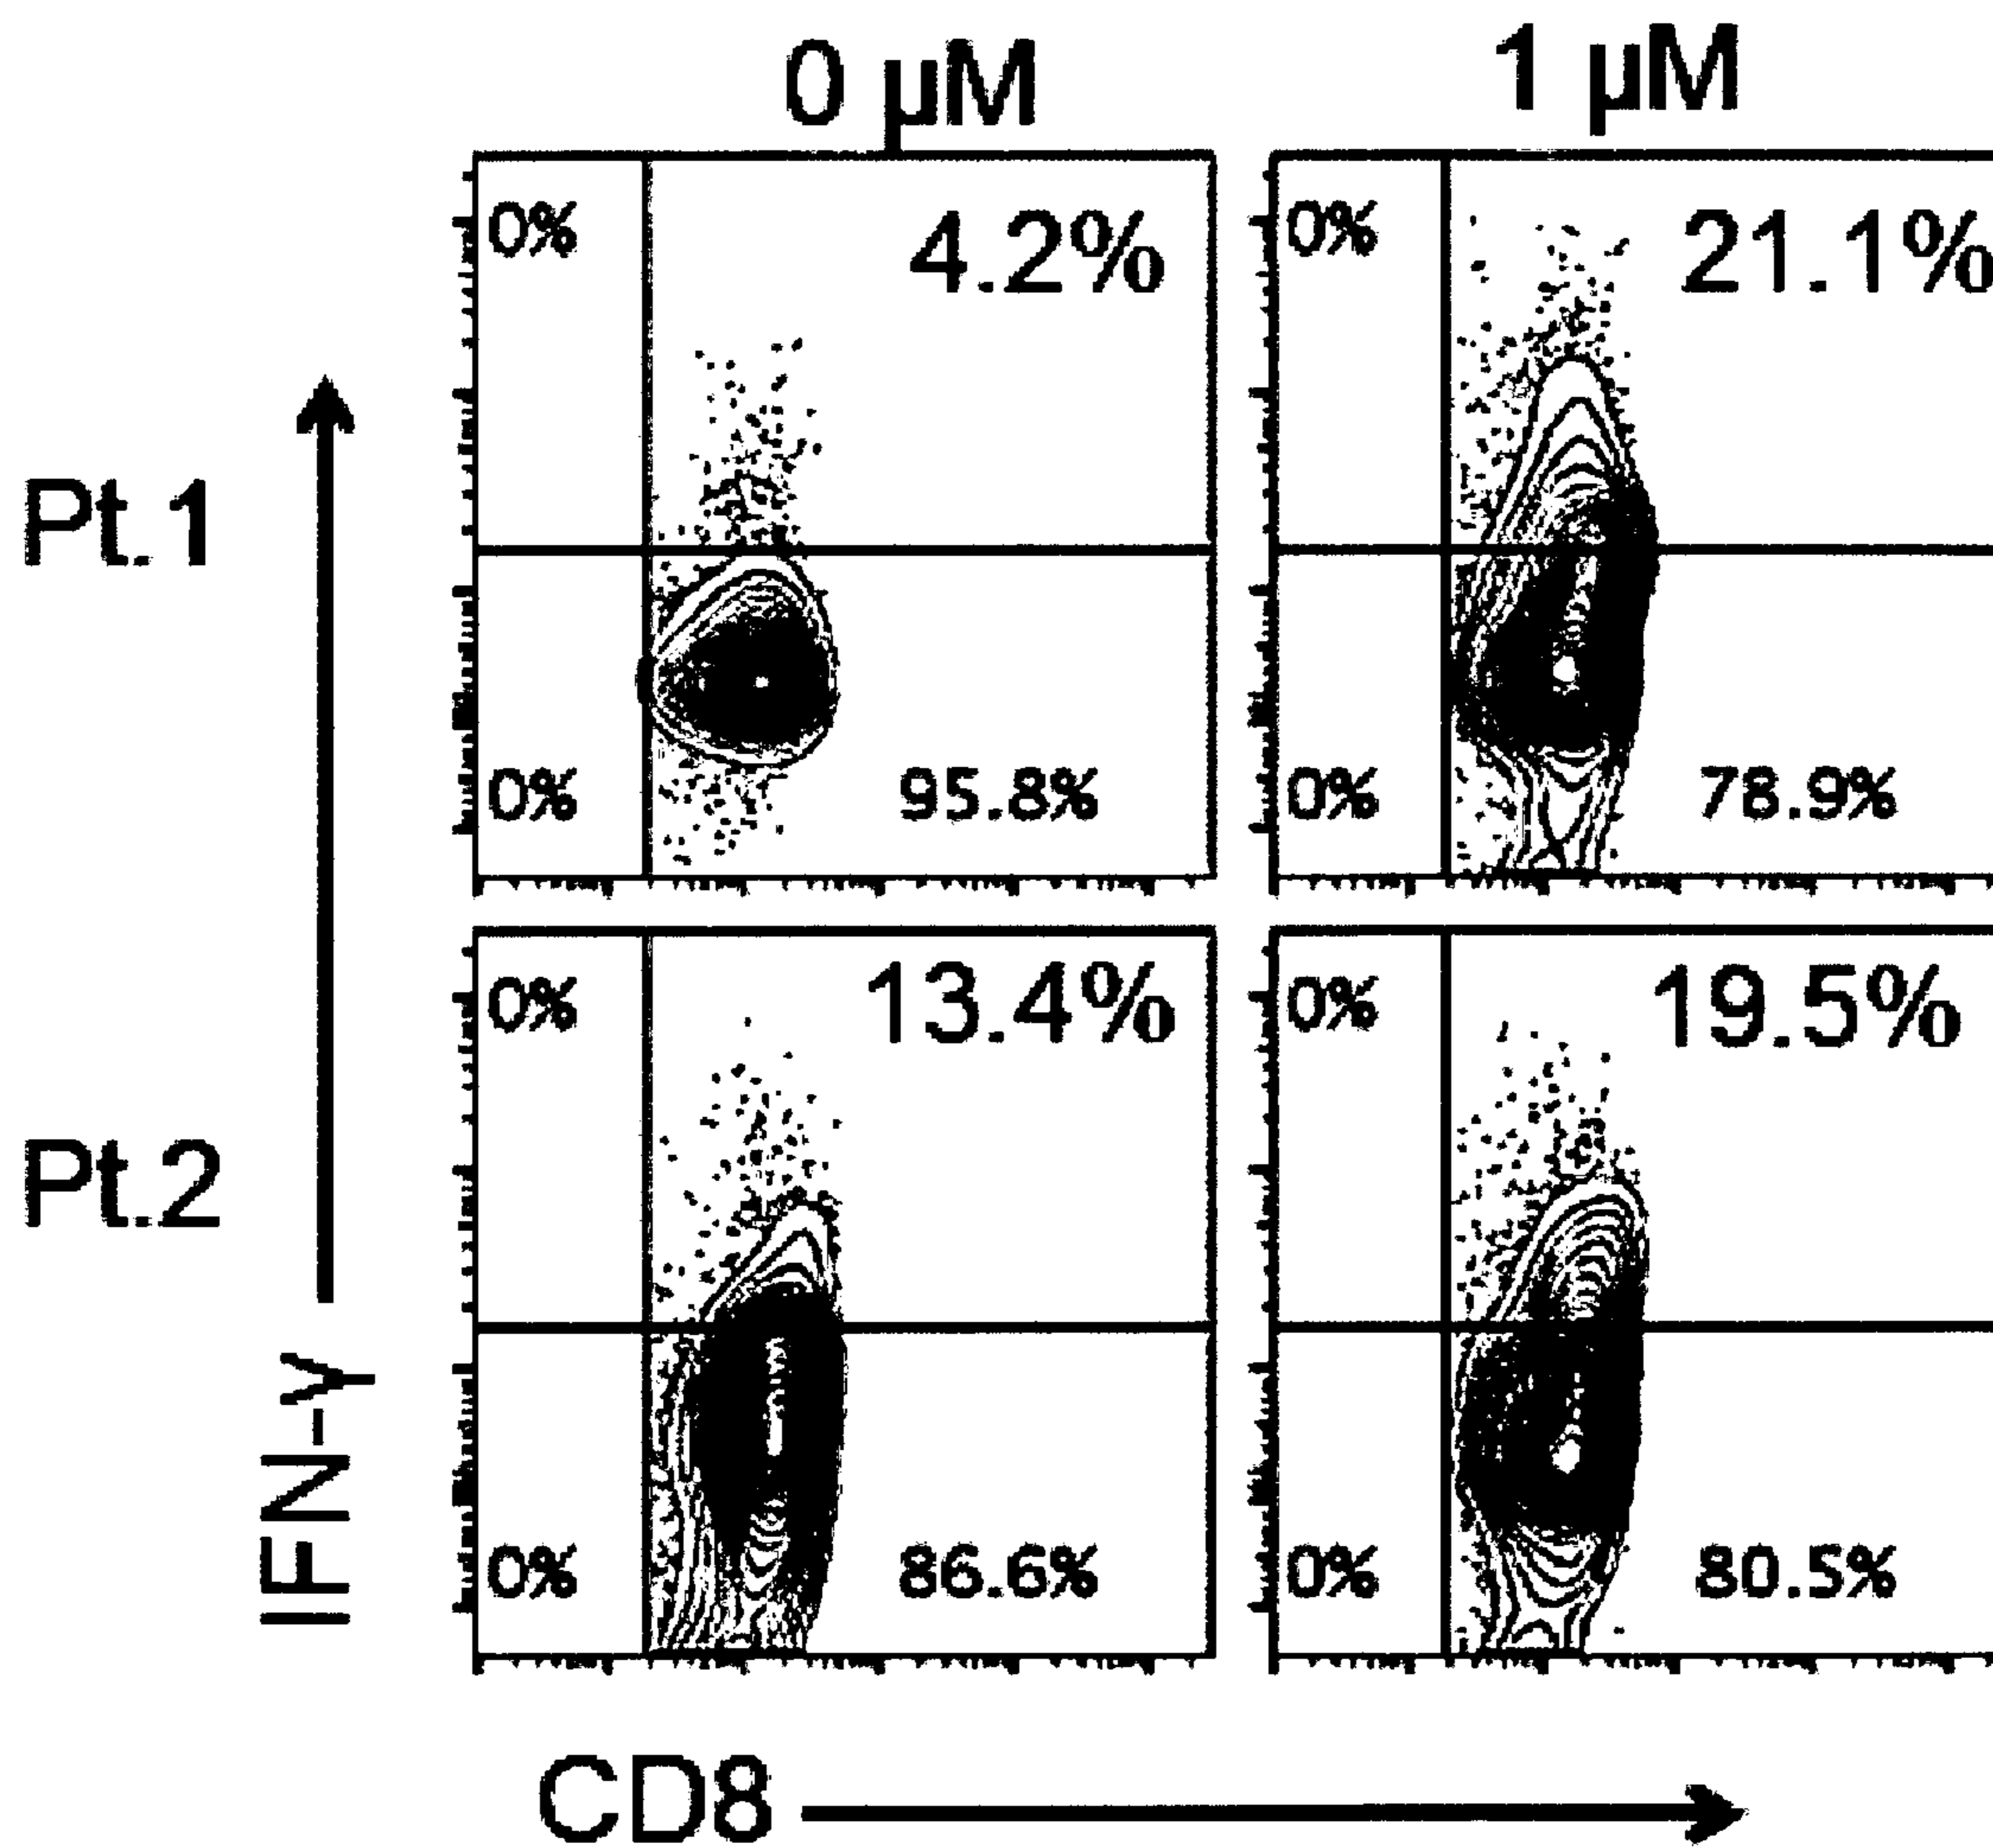 0 µM 1 µM
0% 4.2% 0% 21.1%
Pt.1
0% 95.8% 0% 78.9%
0% 13.4% 0% 19.5%
Pt.2
IFN-γ
0% 86.6% 0% 80.5%
CD8